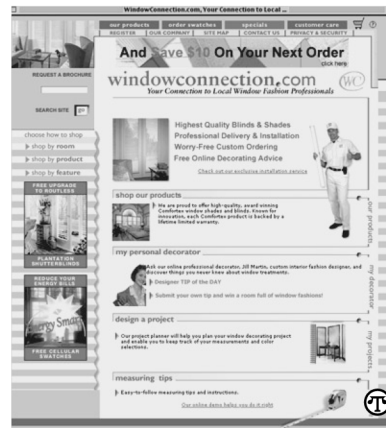 WindowConnection.com, Your Connection to Local ...
our products order swatches specials customer care
REGISTER | OUR COMPANY | SITE MAP | CONTACT US | PRIVACY & SECURITY
And Save $10 On Your Next Order
click here
REQUEST A BROCHURE
windowconnection.com
WC
Your Connection to Local Window Fashion Professionals
SEARCH SITE
go
Highest Quality Blinds & Shades
Professional Delivery & Installation
Worry-Free Custom Ordering
Free Online Decorating Advice
Check out our exclusive installation service
choose how to shop
shop by room
shop by product
shop by feature
FREE UPGRADE
TO ROUTLESS
PLANTATION
SHUTTERBLINDS
REDUCE YOUR
ENERGY BILLS
Energy Smart
FREE CELLULAR
SWATCHES
shop our products
We are proud to offer high-quality, award winning
Comfortex window shades and blinds. Known for
innovation, each Comfortex product is backed by a
lifetime limited warranty.
our products
my personal decorator
Ask our online professional decorator, Jill Martin, custom interior fashion designer, and
discover things you never knew about window treatments.
Designer TIP of the DAY
Submit your own tip and win a room full of window fashions!
my decorator
design a project
Our project planner will help you plan your window decorating project
and enable you to keep track of your measurements and color
selections.
my projects
measuring tips
Easy-to-follow measuring tips and instructions.
Our online demo helps you do it right